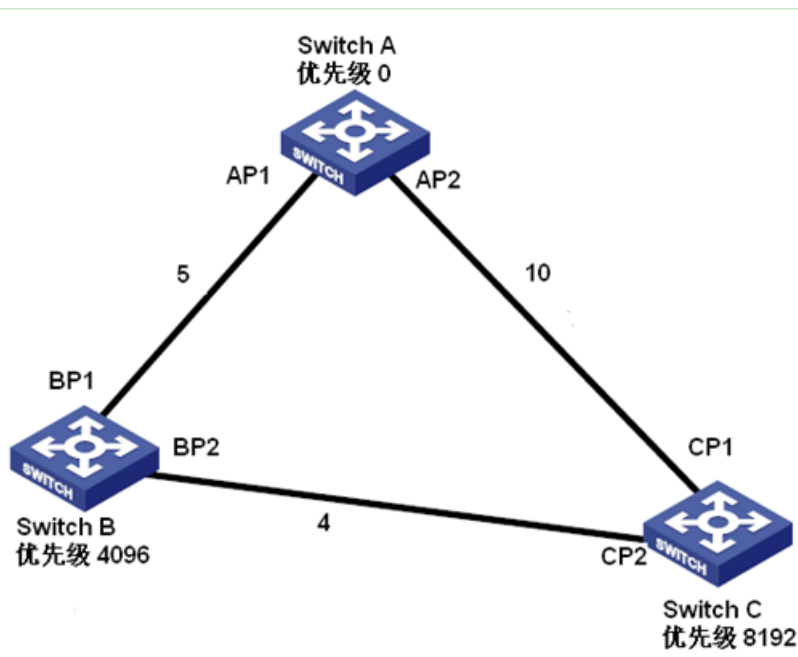 Switch A
优先级 0
SWITCH
AP1
AP2
5
10
BP1
BP2
CP1
SWITCH
Switch B
优先级 4096
4
CP2
SWITCH
Switch C
优先级 8192